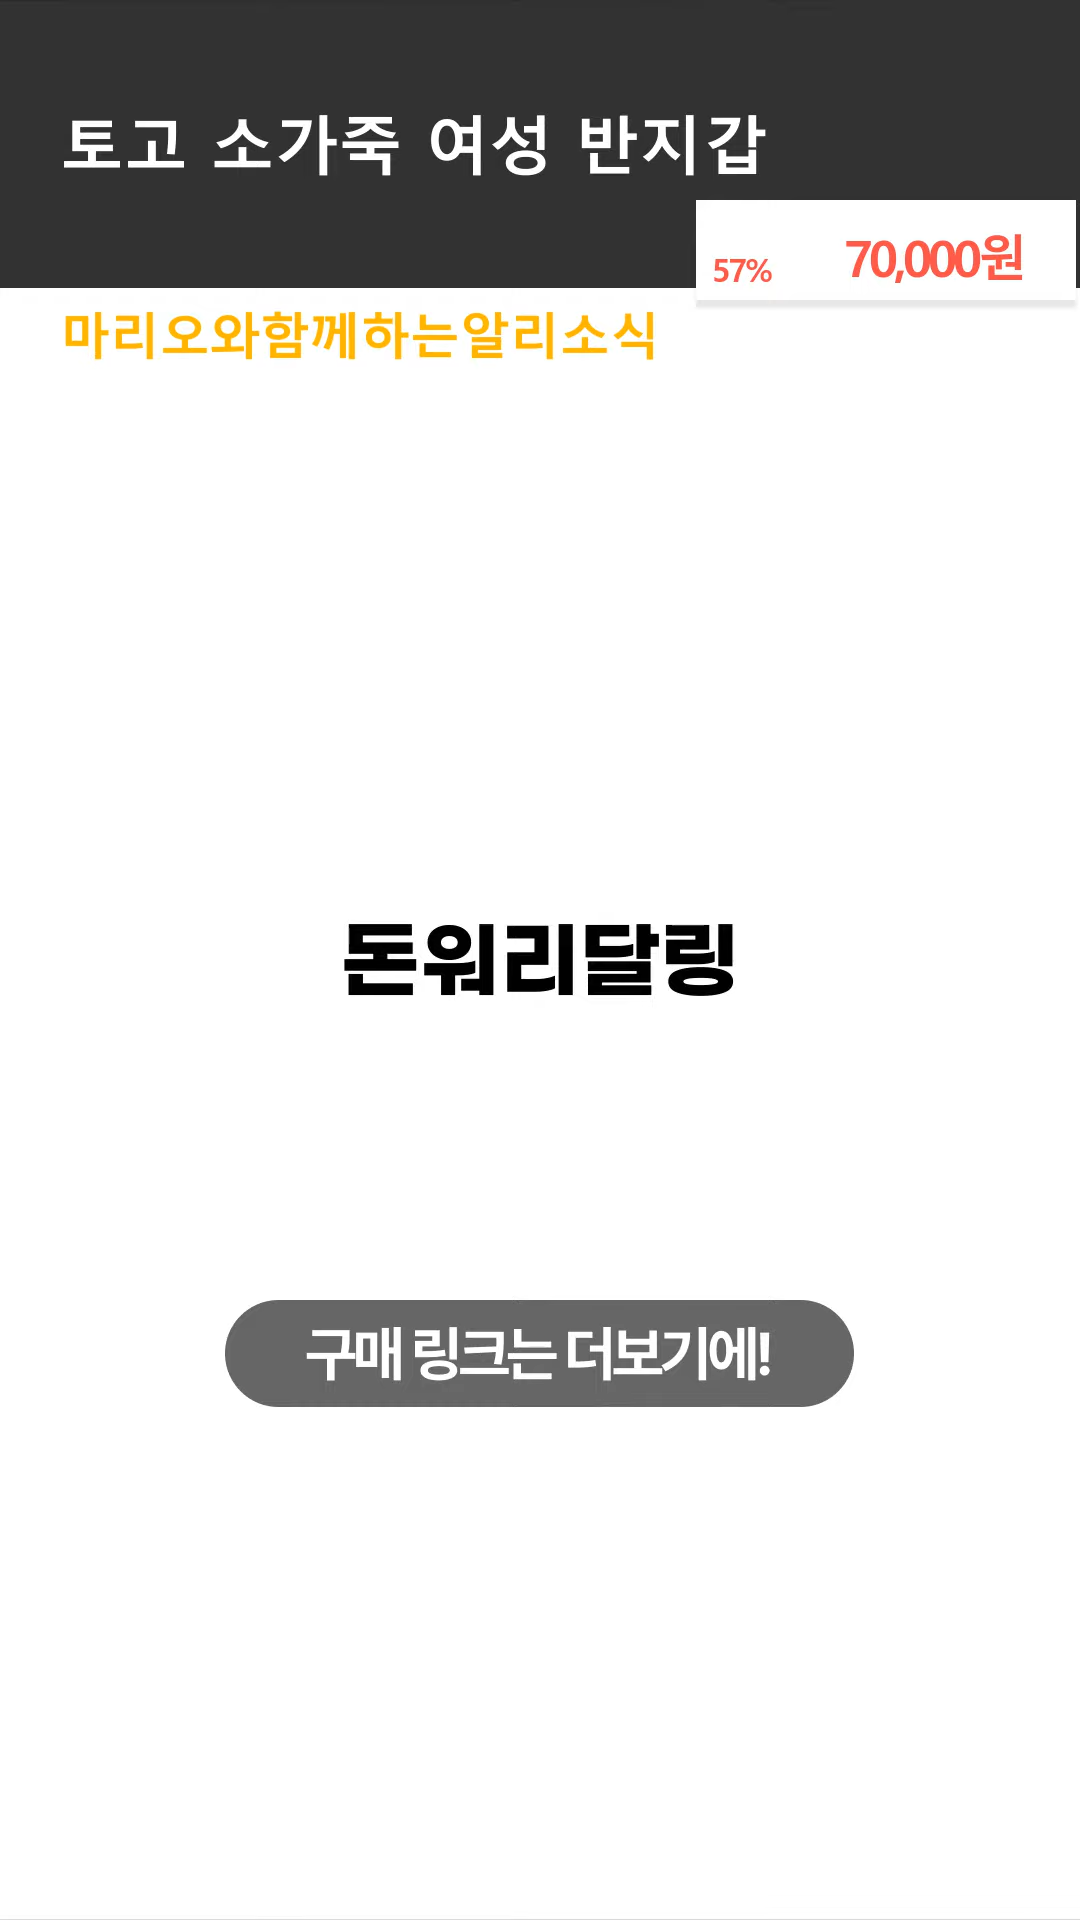 토고 소가죽 여성 반지갑
57% 70,000원
마리오와함께하는알리소식
돈워리달링
구매 링크는 더보기에!